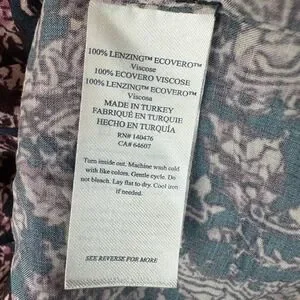 100% LENZING™ ECOVERO™
Viscose
100% ECOVERO VISCOSE
100% LENZING™ ECOVERO™
Viscosa
MADE IN TURKEY
FABRIQUÉ EN TURQUIE
HECHO EN TURQUÍA
RN# 140476
CA# 64607
Turn inside out. Machine wash cold
with like colors. Gentle cycle. Do
not bleach. Lay flat to dry. Cool iron
if needed.
SEE REVERSE FOR MORE